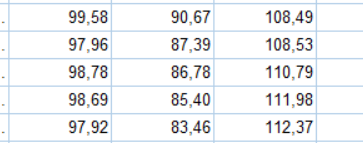 . 99,58 90,67 108,49
. 97,96 87,39 108,53
. 98,78 86,78 110,79
. 98,69 85,40 111,98
. 97,92 83,46 112,37